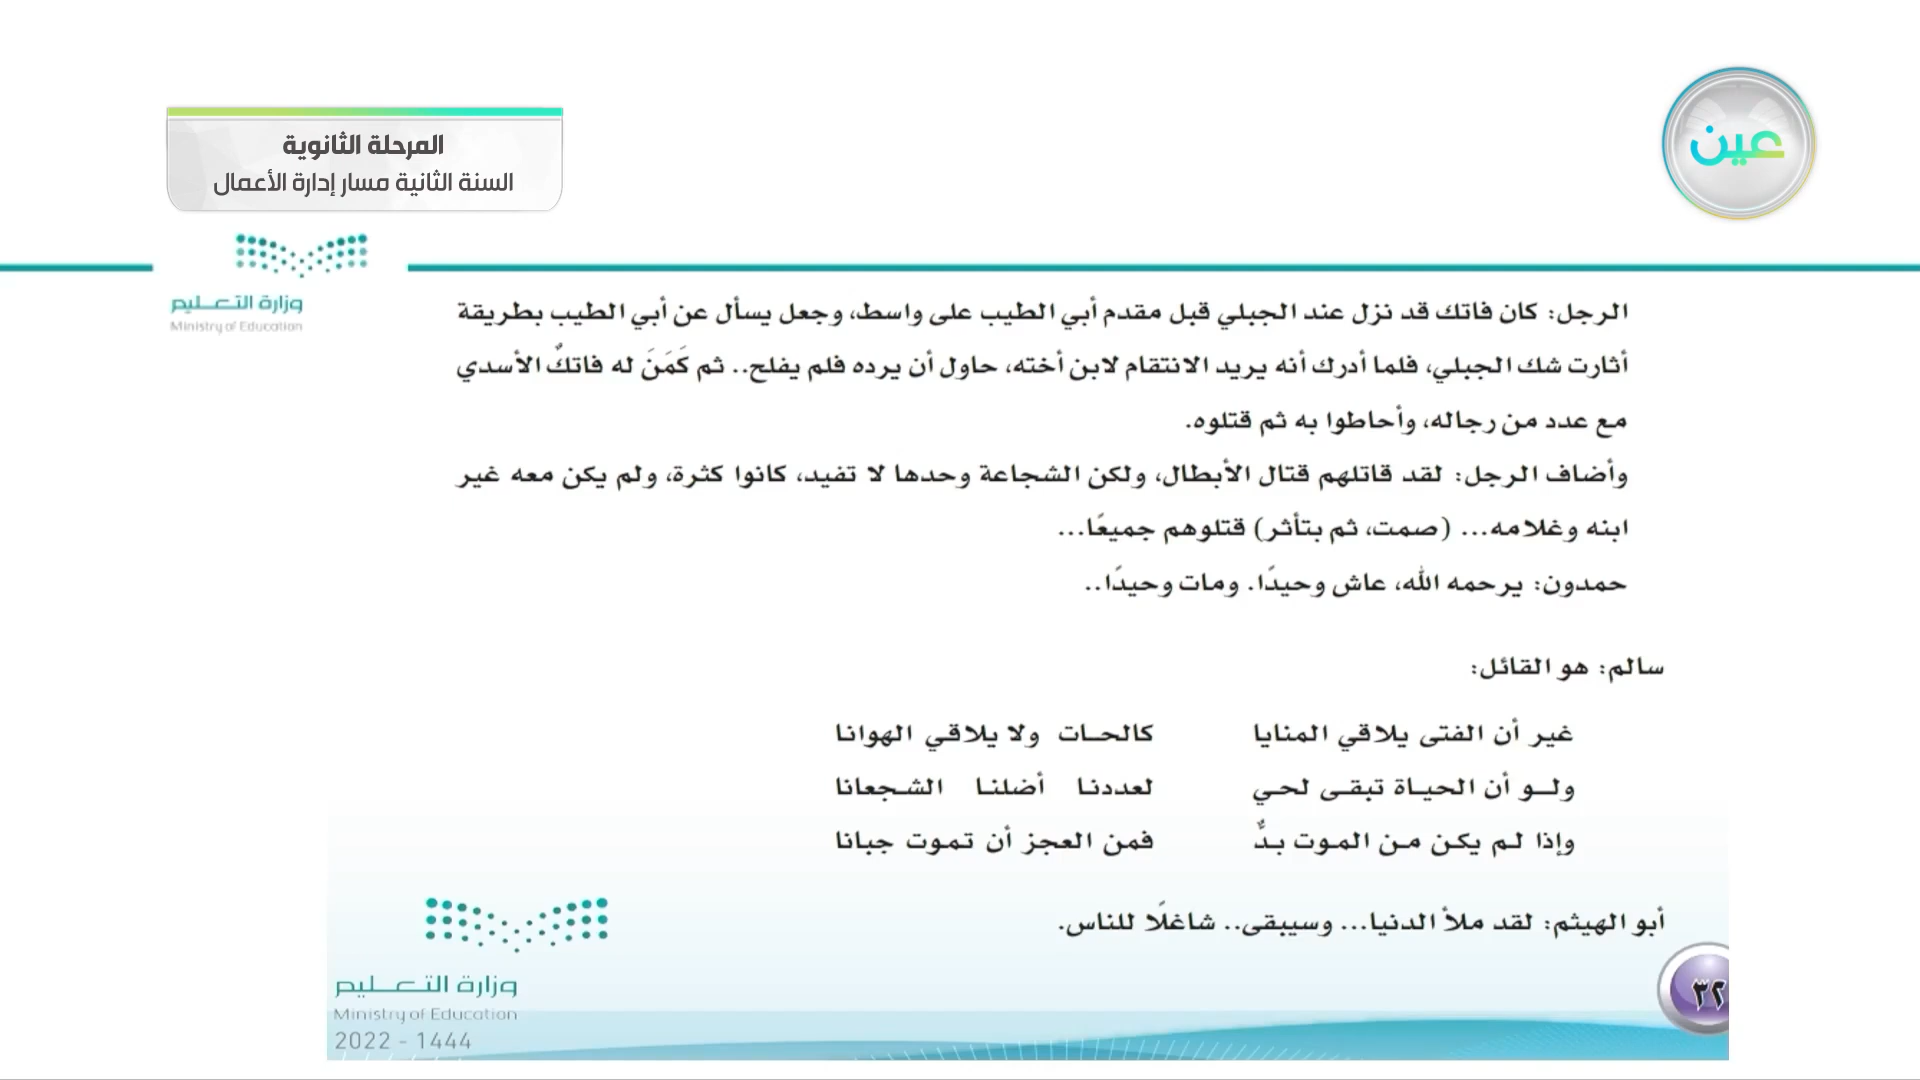 المرحلة الثانوية
السنة الثانية مسار إدارة الأعمال
عين
وزارة التعليم
Ministry of Education
الرجل: كان فاتك قد نزل عند الجبلي قبل مقدم أبي الطيب على واسط، وجعل يسأل عن أبي الطيب بطريقة
أثارت شك الجبلي، فلما أدرك أنه يريد الانتقام لابن أخته، حاول أن يرده فلم يفلح.. ثم كَمَنَ له فاتكٌ الأسدي
مع عدد من رجاله، وأحاطوا به ثم قتلوه.
وأضاف الرجل: لقد قاتلهم قتال الأبطال، ولكن الشجاعة وحدها لا تفيد، كانوا كثرة، ولم يكن معه غير
ابنه وغلامه... (صمت، ثم بتأثر) قتلوهم جميعًا...
حمدون: يرحمه الله، عاش وحيدًا. ومات وحيدًا..
سالم: هو القائل:
غير أن الفتى يلاقي المنايا كالحات ولا يلاقي الهوانا
ولو أن الحياة تبقى لحي لعددنا أضلنا الشجعانا
وإذا لم يكن من الموت بدٌّ فمن العجز أن تموت جبانا
أبو الهيثم: لقد ملأ الدنيا... وسيبقى.. شاغلًا للناس.
وزارة التعليم
Ministry of Education
2022 - 1444
٣٢